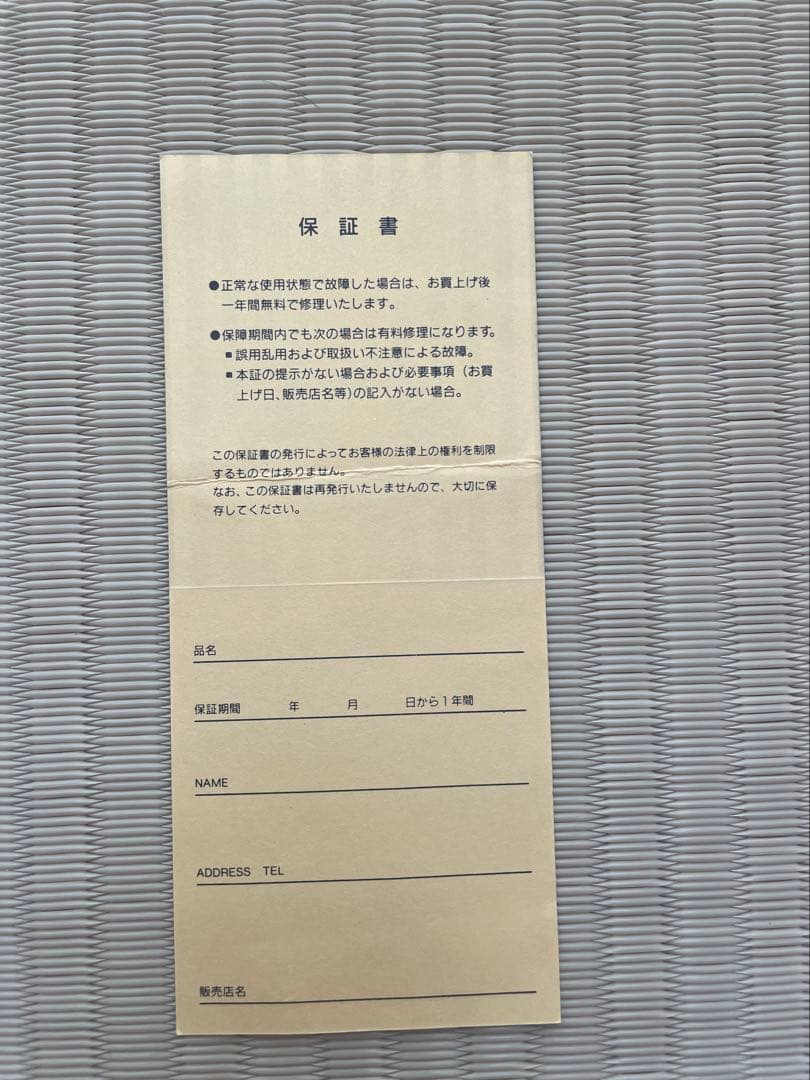 保証書
●正常な使用状態で故障した場合は、お買上げ後
一年間無料で修理いたします。
●保障期間内でも次の場合は有料修理になります。
■誤用乱用および取扱い不注意による故障。
■本証の提示がない場合および必要事項(お買
上げ日、販売店名等)の記入がない場合。
この保証書の発行によってお客様の法律上の権利を制限
するものではありません。
なお、この保証書は再発行いたしませんので、大切に保
存してください。
品名
保証期間 年 月 日から1年間
NAME
ADDRESS TEL
販売店名